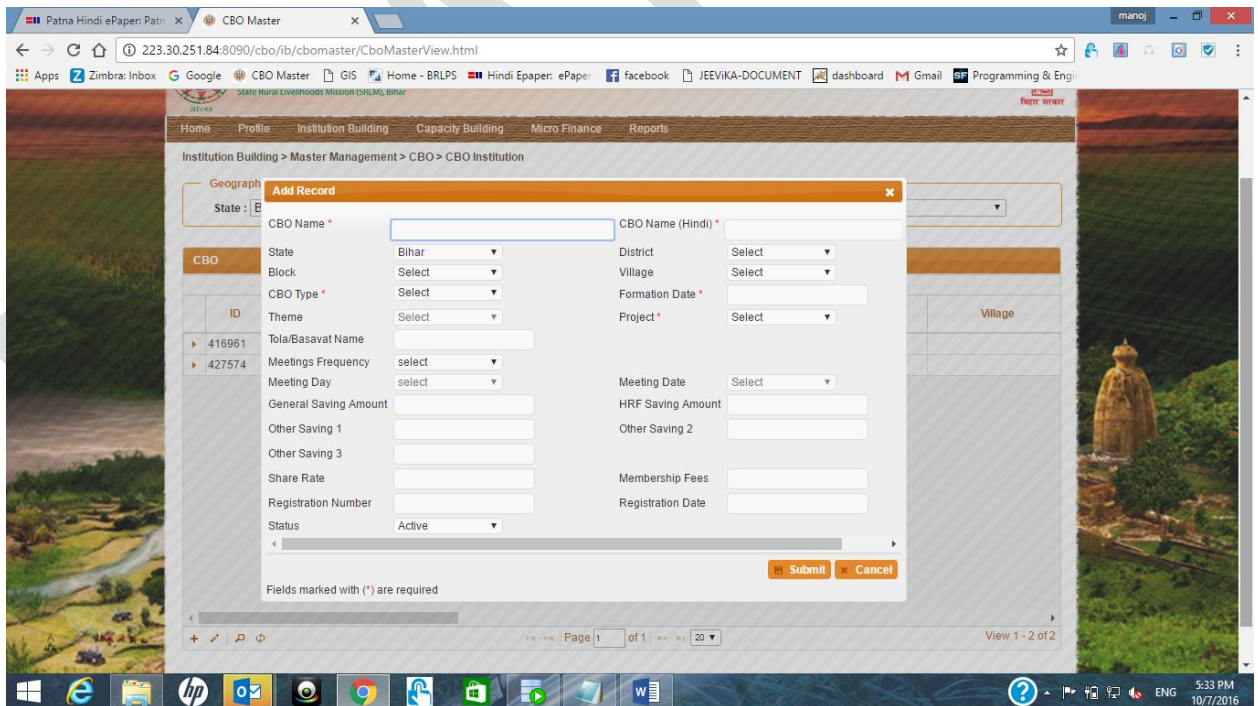 Patna Hindi ePaper: Patn
CBO Master
manoj
223.30.251.84:8090/cbo/ib/cbomaster/CboMasterView.html
Apps Zimbra: Inbox Google CBO Master GIS Home - BRLPS Hindi Epaper: ePaper facebook JEEViKA-DOCUMENT dashboard Gmail Programming & Engi
State Rural Livelihoods Mission (SRLM), Bihar
बिहार सरकार
Home Profile Institution Building Capacity Building Micro Finance Reports
Institution Building > Master Management > CBO > CBO Institution
Geograph
State : B
Add Record
CBO Name * CBO Name (Hindi) *
State Bihar District Select
Block Select Village Select
CBO Type * Select Formation Date *
Theme Select Project * Select
Tola/Basavat Name
Meetings Frequency select
Meeting Day select Meeting Date Select
General Saving Amount HRF Saving Amount
Other Saving 1 Other Saving 2
Other Saving 3
Share Rate Membership Fees
Registration Number Registration Date
Status Active
Submit Cancel
Fields marked with (*) are required
CBO
ID Village
416961
427574
Page 1 of 1 20 View 1 - 2 of 2
ENG 5:33 PM
10/7/2016